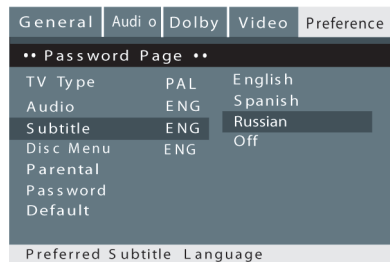 General Audio Dolby Video Preference
•• Password Page ••
TV Type PAL English
Audio ENG Spanish
Subtitle ENG Russian
Disc Menu ENG Off
Parental
Password
Default
Preferred Subtitle Language